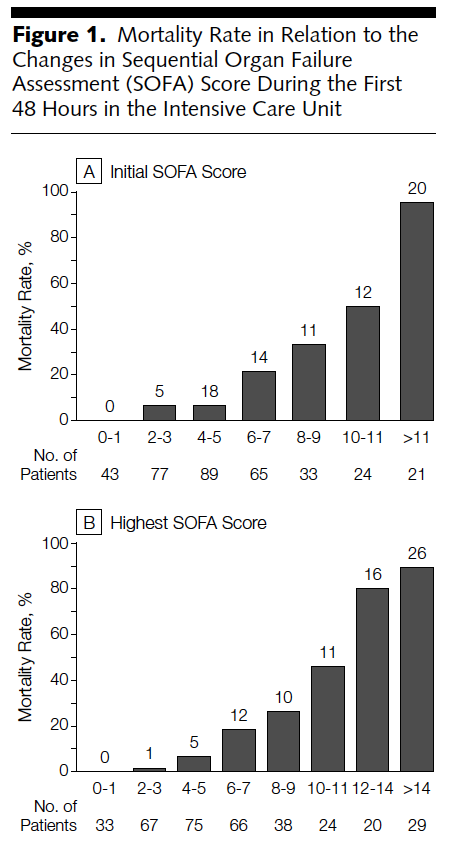 Figure 1. Mortality Rate in Relation to the
Changes in Sequential Organ Failure
Assessment (SOFA) Score During the First
48 Hours in the Intensive Care Unit
A Initial SOFA Score
Mortality Rate, %
100
80
60
40
20
0
0 5 18 14 11 12 20
0-1 2-3 4-5 6-7 8-9 10-11 >11
No. of
Patients 43 77 89 65 33 24 21
B Highest SOFA Score
Mortality Rate, %
100
80
60
40
20
0
0 1 5 12 10 11 16 26
0-1 2-3 4-5 6-7 8-9 10-11 12-14 >14
No. of
Patients 33 67 75 66 38 24 20 29